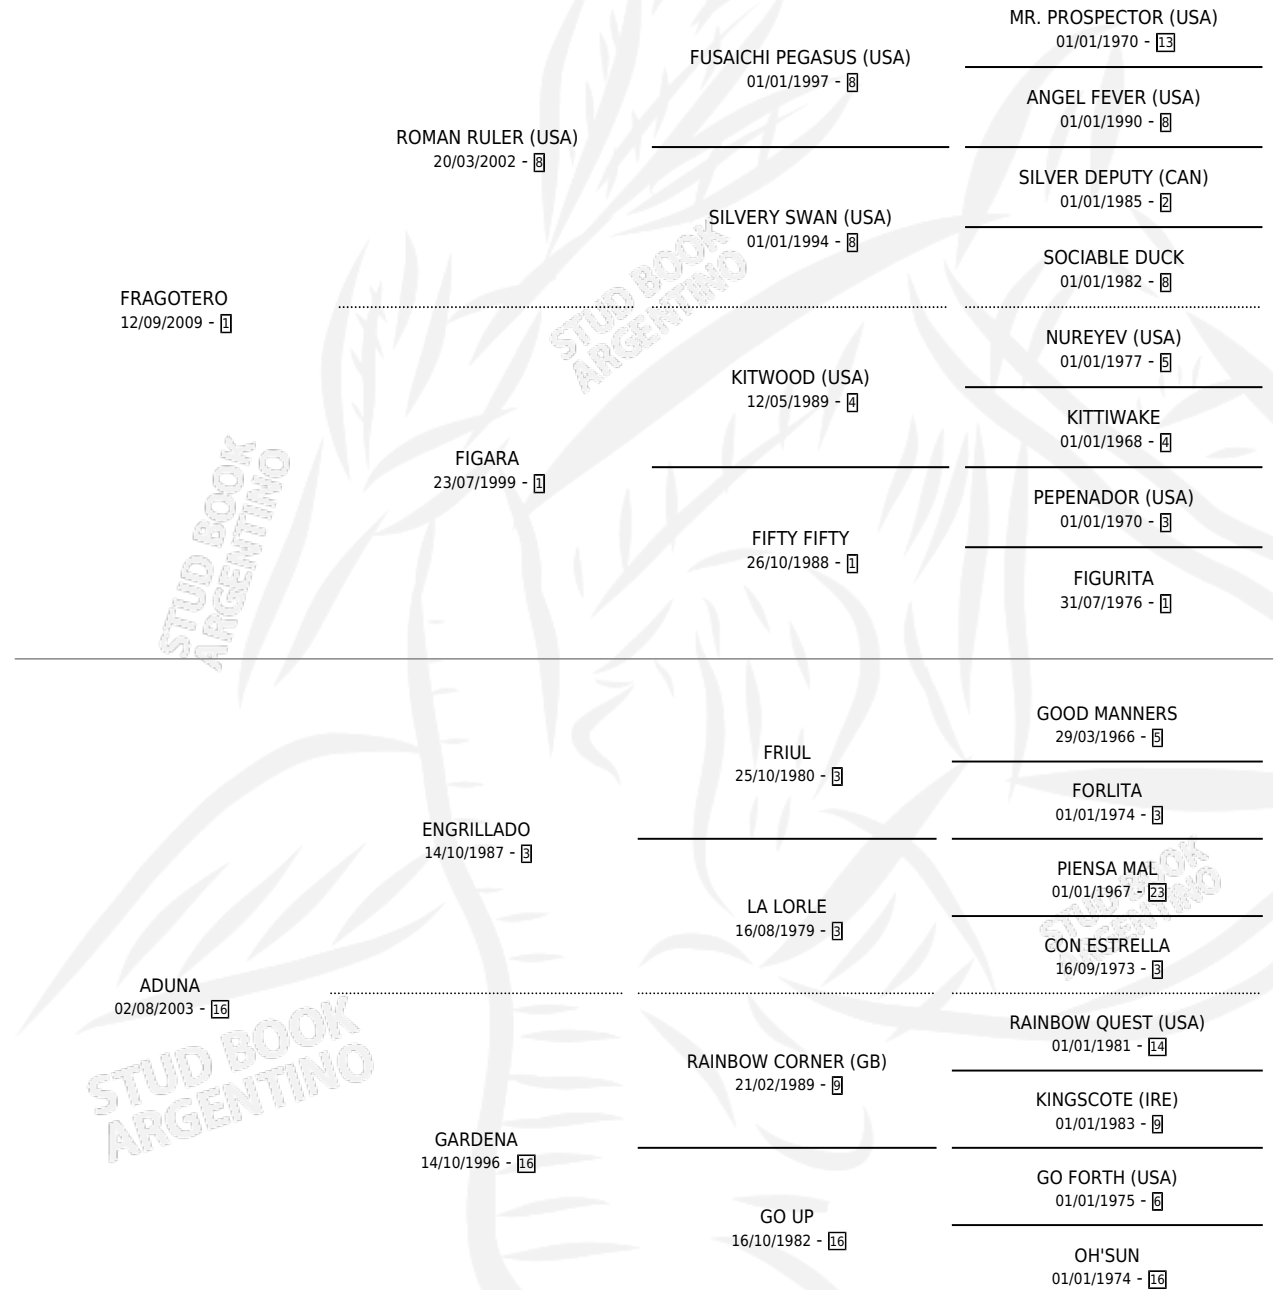 MR. PROSPECTOR (USA)
01/01/1970 - 13
FUSAICHI PEGASUS (USA)
01/01/1997 - 8
ANGEL FEVER (USA)
01/01/1990 - 8
ROMAN RULER (USA)
20/03/2002 - 8
SILVER DEPUTY (CAN)
01/01/1985 - 2
SILVERY SWAN (USA)
01/01/1994 - 8
SOCIABLE DUCK
01/01/1982 - 8
FRAGOTERO
12/09/2009 - 1
STUD BOOK
ARGENTINO
NUREYEV (USA)
01/01/1977 - 5
KITWOOD (USA)
12/05/1989 - 4
KITTIWAKE
01/01/1968 - 4
FIGARA
23/07/1999 - 1
PEPENADOR (USA)
01/01/1970 - 3
FIFTY FIFTY
26/10/1988 - 1
FIGURITA
31/07/1976 - 1
STUD BOOK
ARGENTINO
GOOD MANNERS
29/03/1966 - 5
FRIUL
25/10/1980 - 3
FORLITA
01/01/1974 - 3
ENGRILLADO
14/10/1987 - 3
PIENSA MAL
01/01/1967 - 23
LA LORLE
16/08/1979 - 3
CON ESTRELLA
16/09/1973 - 3
STUD BOOK
ARGENTINO
ADUNA
02/08/2003 - 16
STUD BOOK
ARGENTINO
RAINBOW QUEST (USA)
01/01/1981 - 14
RAINBOW CORNER (GB)
21/02/1989 - 9
KINGSCOTE (IRE)
01/01/1983 - 9
GARDENA
14/10/1996 - 16
GO FORTH (USA)
01/01/1975 - 6
GO UP
16/10/1982 - 16
OH'SUN
01/01/1974 - 16